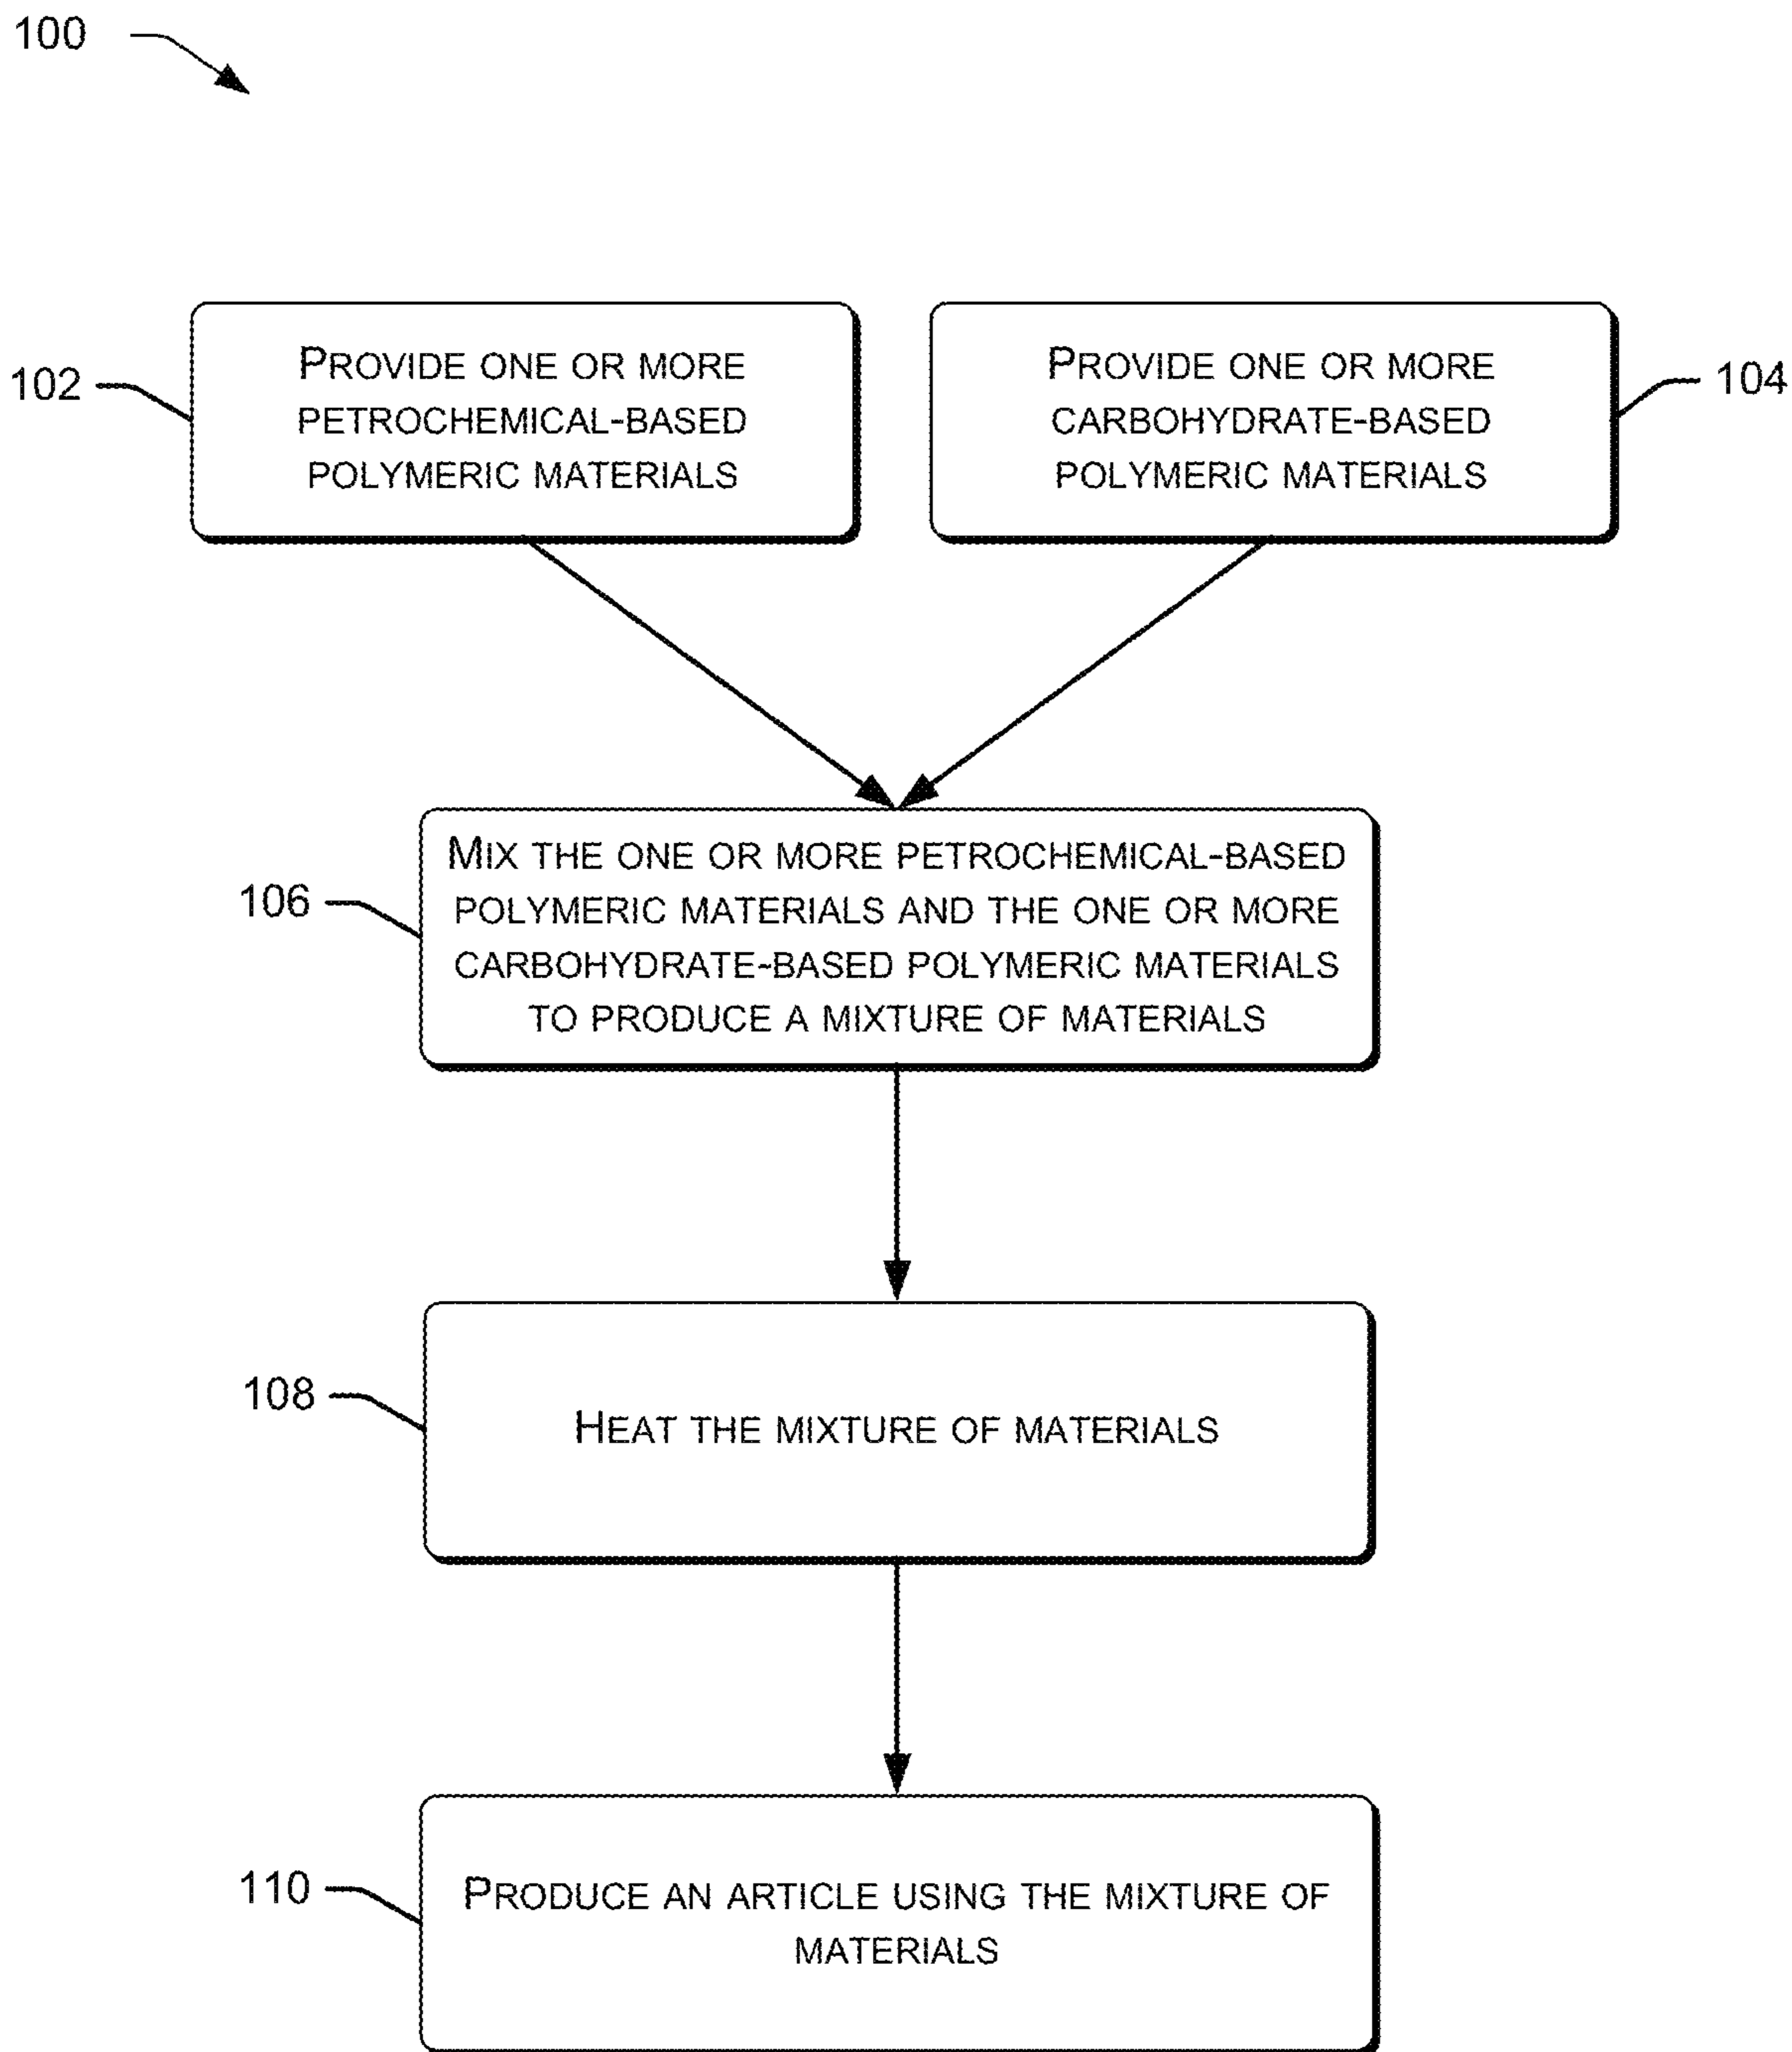 100
PROVIDE ONE OR MORE
PETROCHEMICAL-BASED
POLYMERIC MATERIALS
102
PROVIDE ONE OR MORE
CARBOHYDRATE-BASED
POLYMERIC MATERIALS
104
MIX THE ONE OR MORE PETROCHEMICAL-BASED
POLYMERIC MATERIALS AND THE ONE OR MORE
CARBOHYDRATE-BASED POLYMERIC MATERIALS
TO PRODUCE A MIXTURE OF MATERIALS
106
HEAT THE MIXTURE OF MATERIALS
108
PRODUCE AN ARTICLE USING THE MIXTURE OF
MATERIALS
110